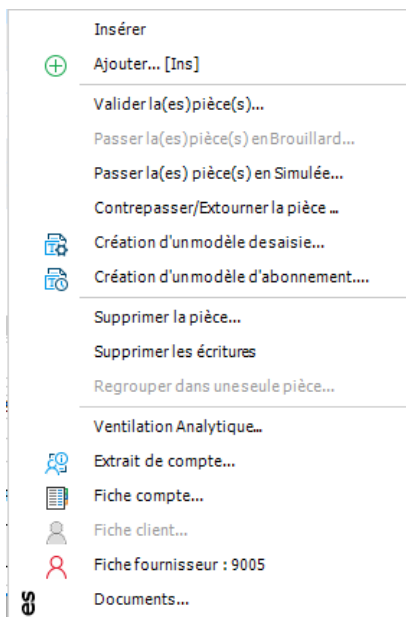 Insérer
Ajouter... [Ins]
Valider la(es) pièce(s)...
Passer la(es) pièce(s) en Brouillard...
Passer la(es) pièce(s) en Simulée...
Contrepasser/Extourner la pièce ...
Création d'un modèle de saisie...
Création d'un modèle d'abonnement....
Supprimer la pièce...
Supprimer les écritures
Regrouper dans une seule pièce...
Ventilation Analytique...
Extrait de compte...
Fiche compte...
Fiche client...
Fiche fournisseur : 9005
Documents...
es